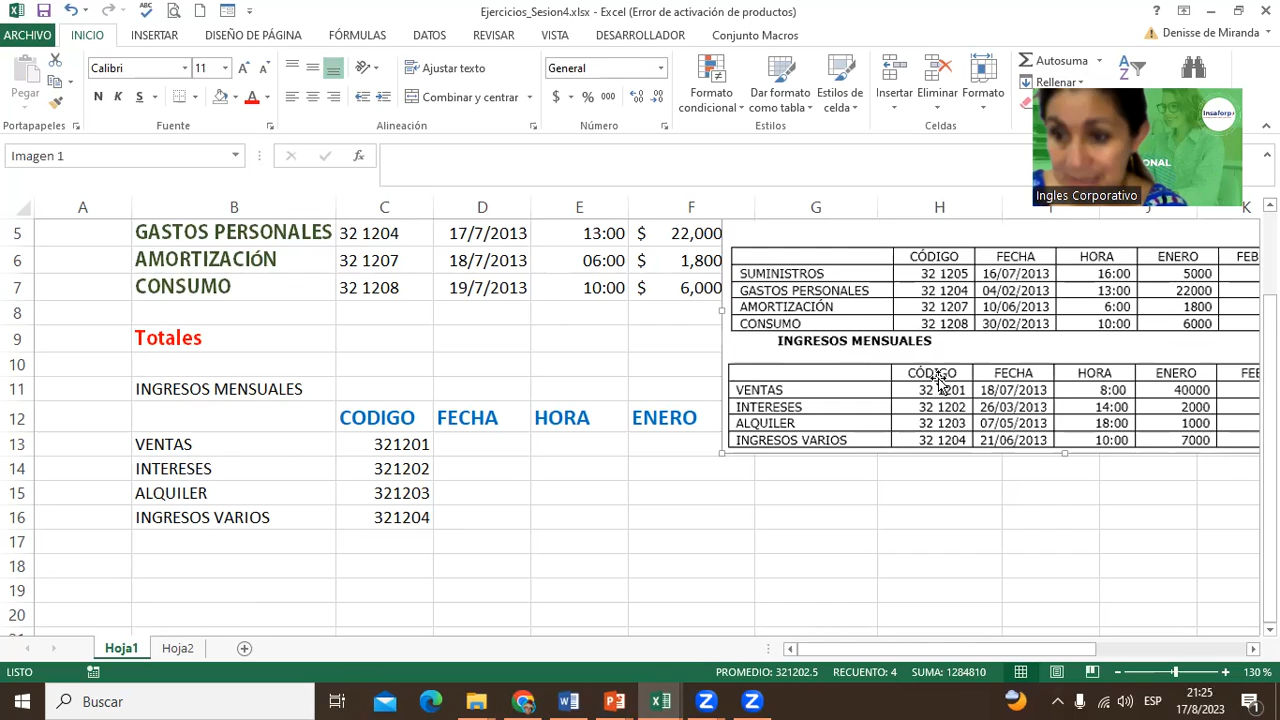 Ejercicios_Sesion4.xlsx - Excel (Error de activación de productos)
ARCHIVO INICIO INSERTAR DISEÑO DE PÁGINA FÓRMULAS DATOS REVISAR VISTA DESARROLLADOR Conjunto Macros Denisse de Miranda
Pegar
Calibri 11 Ajustar texto General Autosuma
N K S Combinar y centrar $ % 000 Formato condicional Dar formato como tabla Estilos de celda Insertar Eliminar Formato Rellenar
Portapapeles Fuente Alineación Número Estilos Celdas
Insaforp
ONAL
Ingles Corporativo
Imagen 1 fx
A B C D E F G H I J K
5 GASTOS PERSONALES 32 1204 17/7/2013 13:00 $ 22,000
6 AMORTIZACIÓN 32 1207 18/7/2013 06:00 $ 1,800
7 CONSUMO 32 1208 19/7/2013 10:00 $ 6,000
8
9 Totales
10
11 INGRESOS MENSUALES
12 CODIGO FECHA HORA ENERO
13 VENTAS 321201
14 INTERESES 321202
15 ALQUILER 321203
16 INGRESOS VARIOS 321204
17
18
19
20
21
CÓDIGO FECHA HORA ENERO FEB
SUMINISTROS 32 1205 16/07/2013 16:00 5000
GASTOS PERSONALES 32 1204 04/02/2013 13:00 22000
AMORTIZACIÓN 32 1207 10/06/2013 6:00 1800
CONSUMO 32 1208 30/02/2013 10:00 6000
INGRESOS MENSUALES
CÓDIGO FECHA HORA ENERO FE
VENTAS 32 1201 18/07/2013 8:00 40000
INTERESES 32 1202 26/03/2013 14:00 2000
ALQUILER 32 1203 07/05/2013 18:00 1000
INGRESOS VARIOS 32 1204 21/06/2013 10:00 7000
Hoja1 Hoja2
LISTO PROMEDIO: 321202.5 RECUENTO: 4 SUMA: 1284810 130 %
Buscar ESP 21:25
17/8/2023